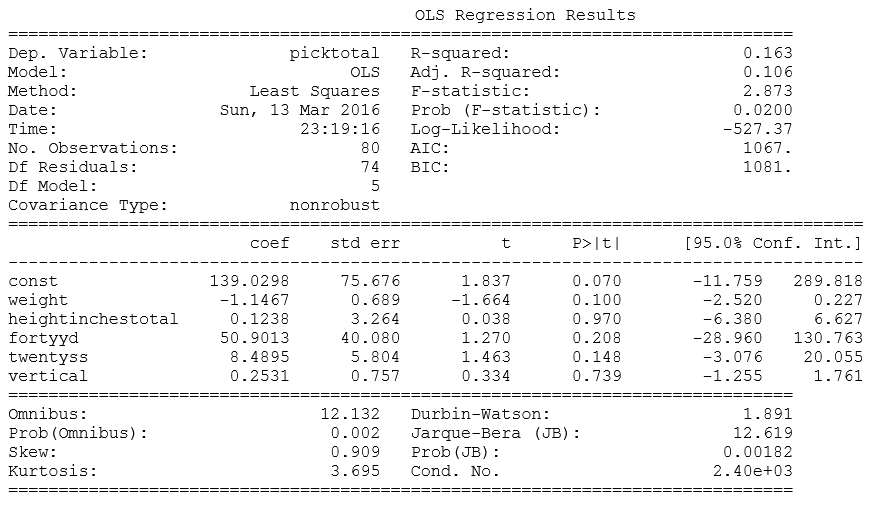 OLS Regression Results
==============================================================================
Dep. Variable: picktotal R-squared: 0.163
Model: OLS Adj. R-squared: 0.106
Method: Least Squares F-statistic: 2.873
Date: Sun, 13 Mar 2016 Prob (F-statistic): 0.0200
Time: 23:19:16 Log-Likelihood: -527.37
No. Observations: 80 AIC: 1067.
Df Residuals: 74 BIC: 1081.
Df Model: 5
Covariance Type: nonrobust
=====================================================================================
coef std err t P>|t| [95.0% Conf. Int.]
-------------------------------------------------------------------------------------
const 139.0298 75.676 1.837 0.070 -11.759 289.818
weight -1.1467 0.689 -1.664 0.100 -2.520 0.227
heightinchestotal 0.1238 3.264 0.038 0.970 -6.380 6.627
fortyyd 50.9013 40.080 1.270 0.208 -28.960 130.763
twentyss 8.4895 5.804 1.463 0.148 -3.076 20.055
vertical 0.2531 0.757 0.334 0.739 -1.255 1.761
==============================================================================
Omnibus: 12.132 Durbin-Watson: 1.891
Prob(Omnibus): 0.002 Jarque-Bera (JB): 12.619
Skew: 0.909 Prob(JB): 0.00182
Kurtosis: 3.695 Cond. No. 2.40e+03
==============================================================================